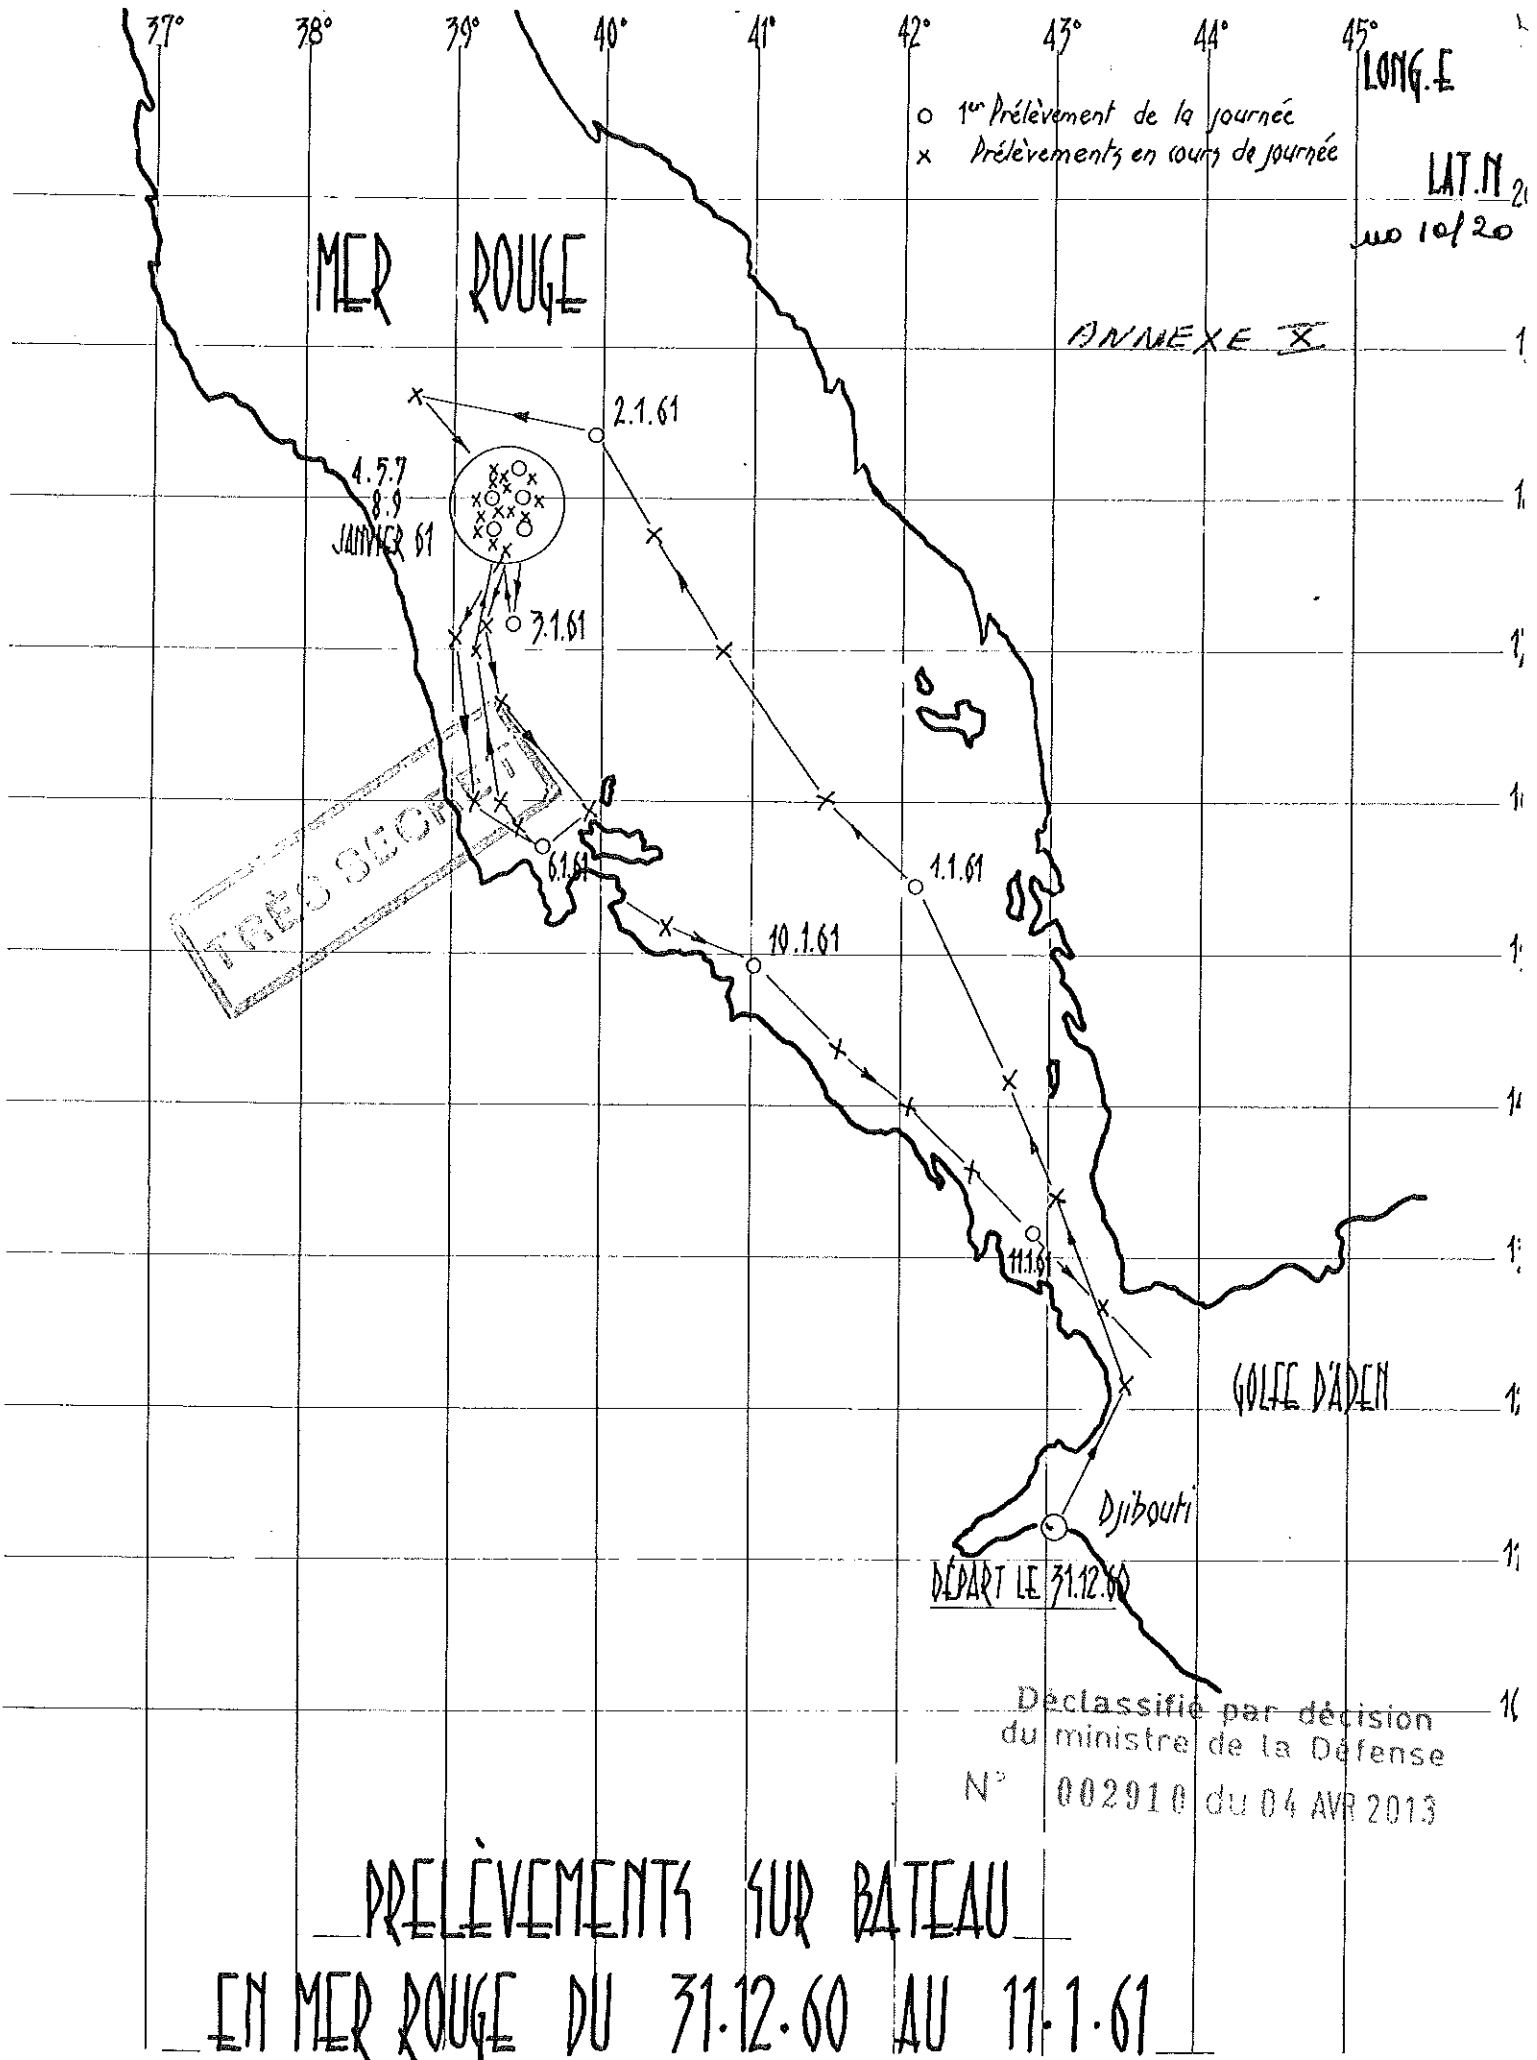 37° 38° 39° 40° 41° 42° 43° 44° 45°
LONG.E
o 1er Prélèvement de la journée
x Prélèvements en cours de journée
LAT.N
no 10/20
MER ROUGE
ANNEXE X
2.1.61
4.5.7
8.9
JANVIER 61
3.1.61
TRÈS SECRET
6.1.61
1.1.61
10.1.61
14
11.1.61
GOLFE D'ADEN
Djibouti
DÉPART LE 31.12.60
Déclassifié par décision
du ministre de la Défense
N° 002910 du 04 AVR 2013
PRELÈVEMENTS SUR BATEAU
EN MER ROUGE DU 31.12.60 AU 11.1.61